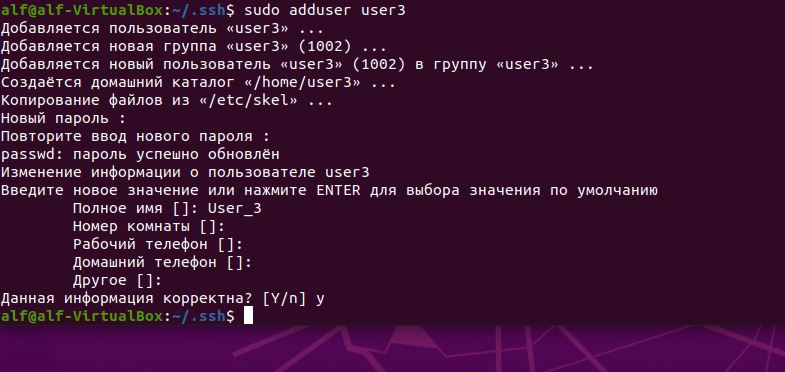 alf@alf-VirtualBox:~/.ssh$ sudo adduser user3
Добавляется пользователь «user3» ...
Добавляется новая группа «user3» (1002) ...
Добавляется новый пользователь «user3» (1002) в группу «user3» ...
Создаётся домашний каталог «/home/user3» ...
Копирование файлов из «/etc/skel» ...
Новый пароль :
Повторите ввод нового пароля :
passwd: пароль успешно обновлён
Изменение информации о пользователе user3
Введите новое значение или нажмите ENTER для выбора значения по умолчанию
        Полное имя []: User_3
        Номер комнаты []:
        Рабочий телефон []:
        Домашний телефон []:
        Другое []:
Данная информация корректна? [Y/n] y
alf@alf-VirtualBox:~/.ssh$